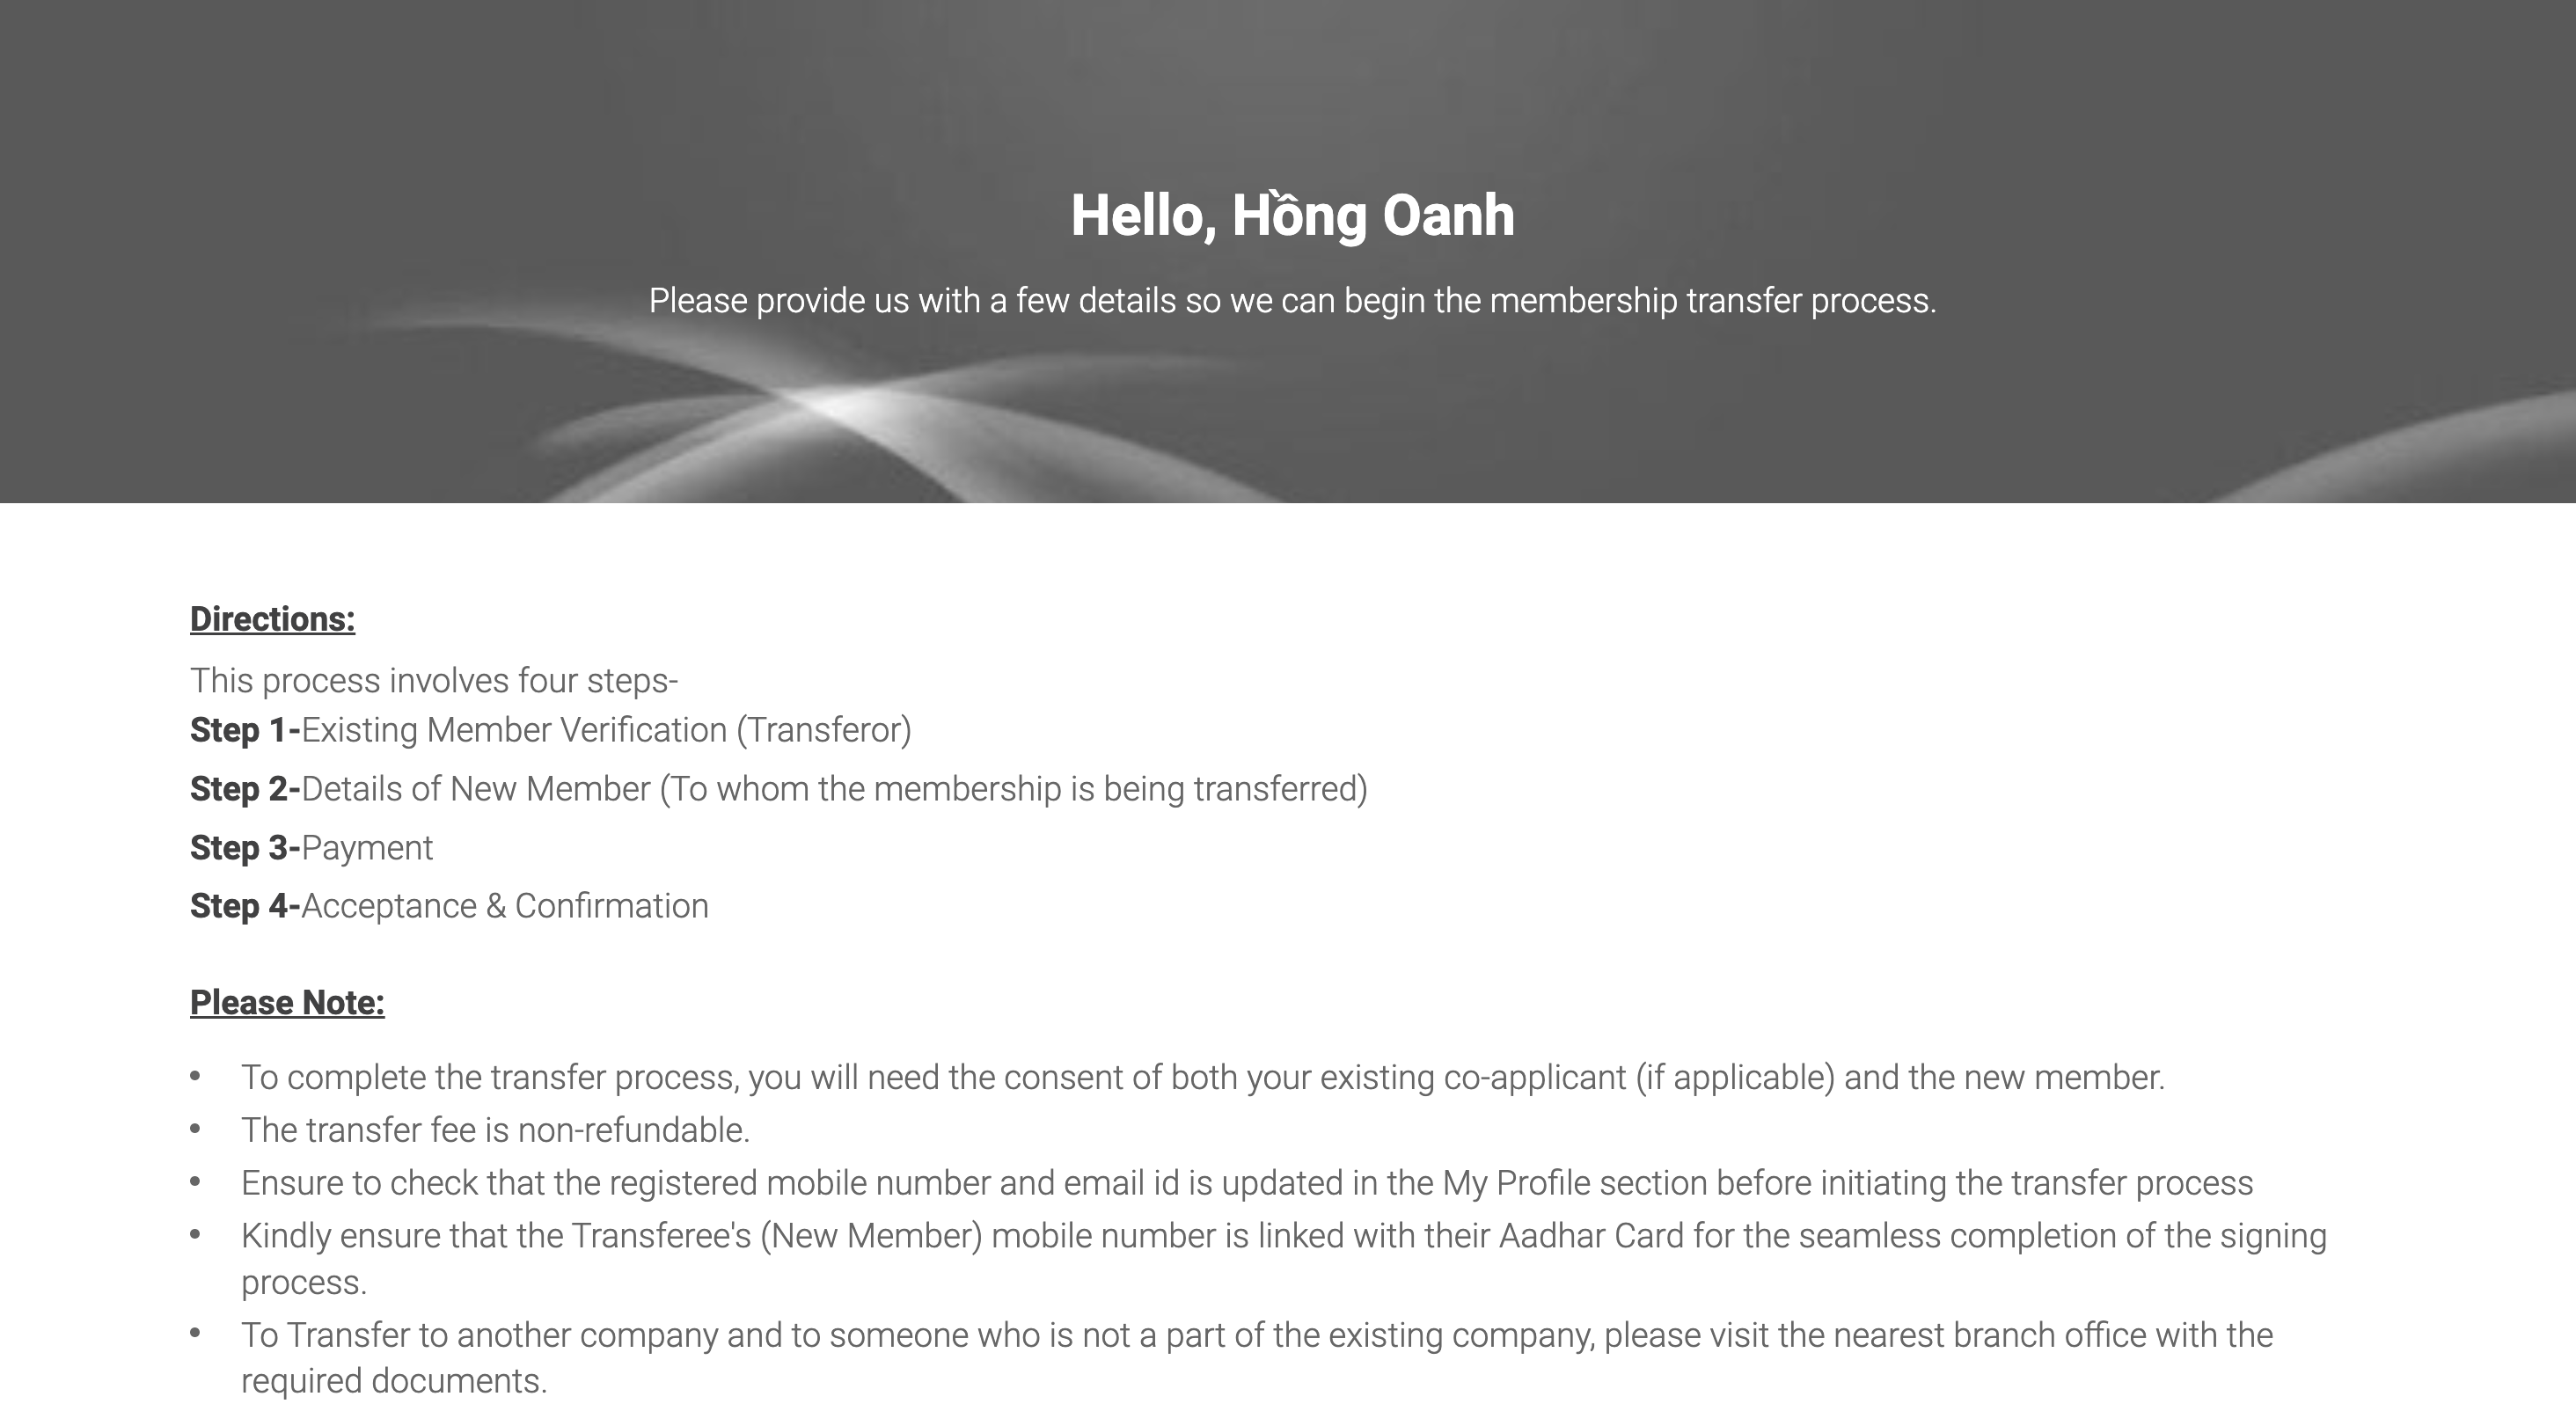 Hello, Hồng Oanh
Please provide us with a few details so we can begin the membership transfer process.
Directions:
This process involves four steps-
Step 1-Existing Member Verification (Transferor)
Step 2-Details of New Member (To whom the membership is being transferred)
Step 3-Payment
Step 4-Acceptance & Confirmation
Please Note:
• To complete the transfer process, you will need the consent of both your existing co-applicant (if applicable) and the new member.
• The transfer fee is non-refundable.
• Ensure to check that the registered mobile number and email id is updated in the My Profile section before initiating the transfer process
• Kindly ensure that the Transferee's (New Member) mobile number is linked with their Aadhar Card for the seamless completion of the signing
process.
• To Transfer to another company and to someone who is not a part of the existing company, please visit the nearest branch office with the
required documents.